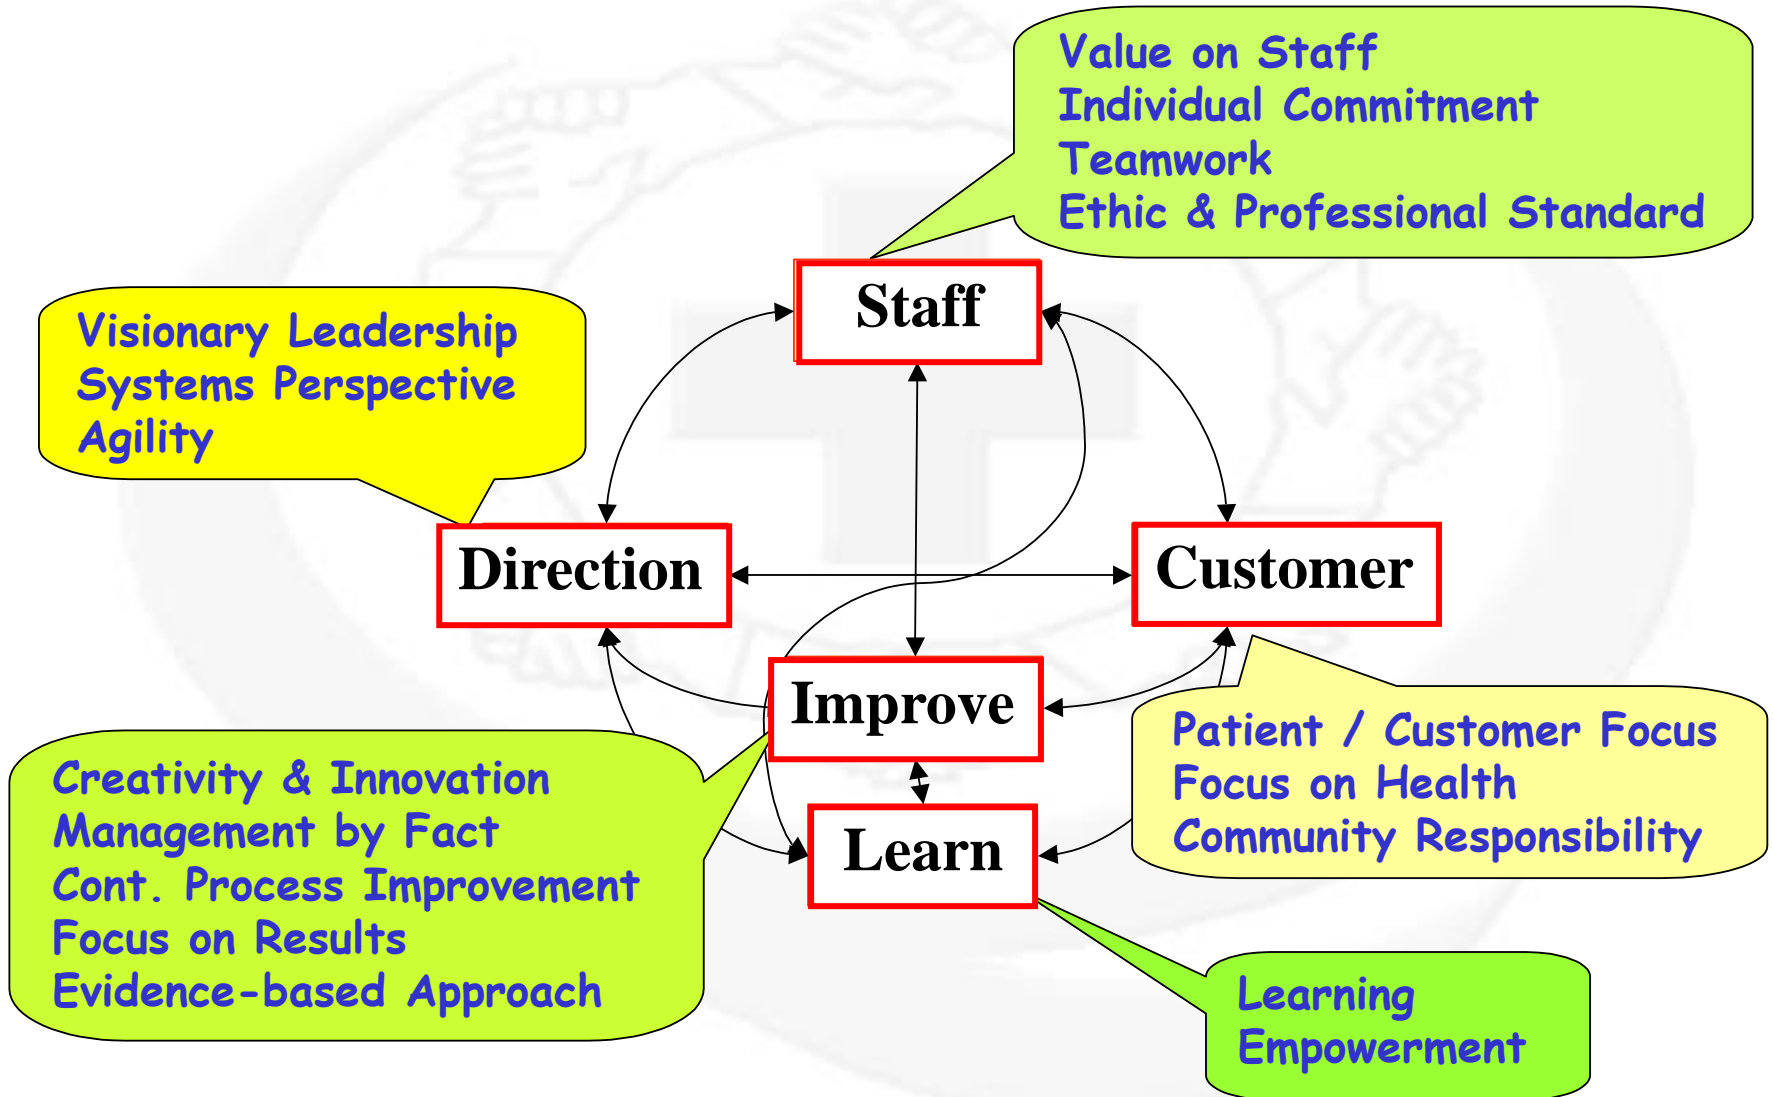 Value on Staff
Individual Commitment
Teamwork
Ethic & Professional Standard
Staff
Visionary Leadership
Systems Perspective
Agility
Direction
Customer
Improve
Patient / Customer Focus
Focus on Health
Community Responsibility
Creativity & Innovation
Management by Fact
Cont. Process Improvement
Focus on Results
Evidence-based Approach
Learn
Learning
Empowerment